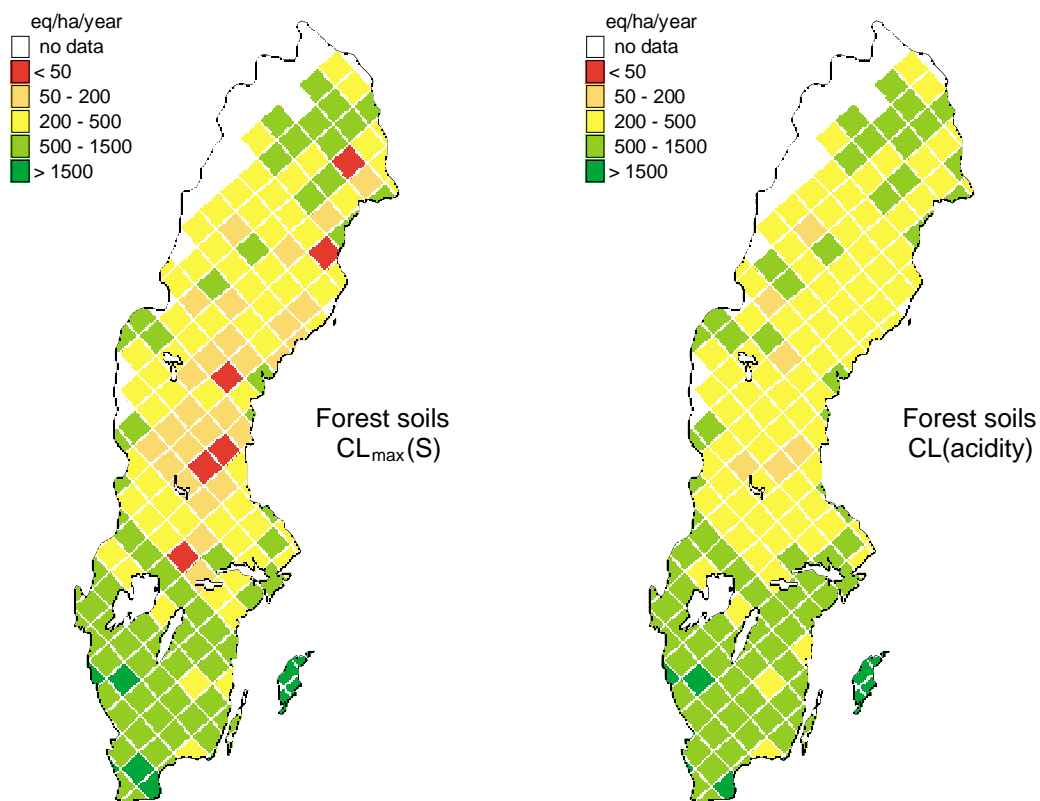 eq/ha/year
no data
< 50
50 - 200
200 - 500
500 - 1500
> 1500
Forest soils
CLmax(S)
eq/ha/year
no data
< 50
50 - 200
200 - 500
500 - 1500
> 1500
Forest soils
CL(acidity)